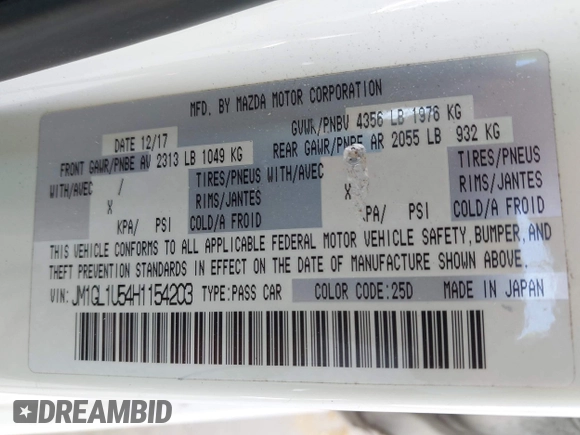 MFD. BY MAZDA MOTOR CORPORATION
DATE 12/17 GVWR/PNBV 4356 LB 1976 KG
FRONT GAWR/PNBE AV 2313 LB 1049 KG REAR GAWR/PNBE AR 2055 LB 932 KG
WITH/AVEC / TIRES/PNEUS WITH/AVEC TIRES/PNEUS
X RIMS/JANTES X RIMS/JANTES
KPA/ PSI COLD/A FROID PA/ PSI COLD/A FROID
THIS VEHICLE CONFORMS TO ALL APPLICABLE FEDERAL MOTOR VEHICLE SAFETY, BUMPER, AND
THEFT PREVENTION STANDARDS IN EFFECT ON THE DATE OF MANUFACTURE SHOWN ABOVE.
VIN: JM1GL1U54H1154203 TYPE:PASS CAR COLOR CODE:25D MADE IN JAPAN
DREAMBID